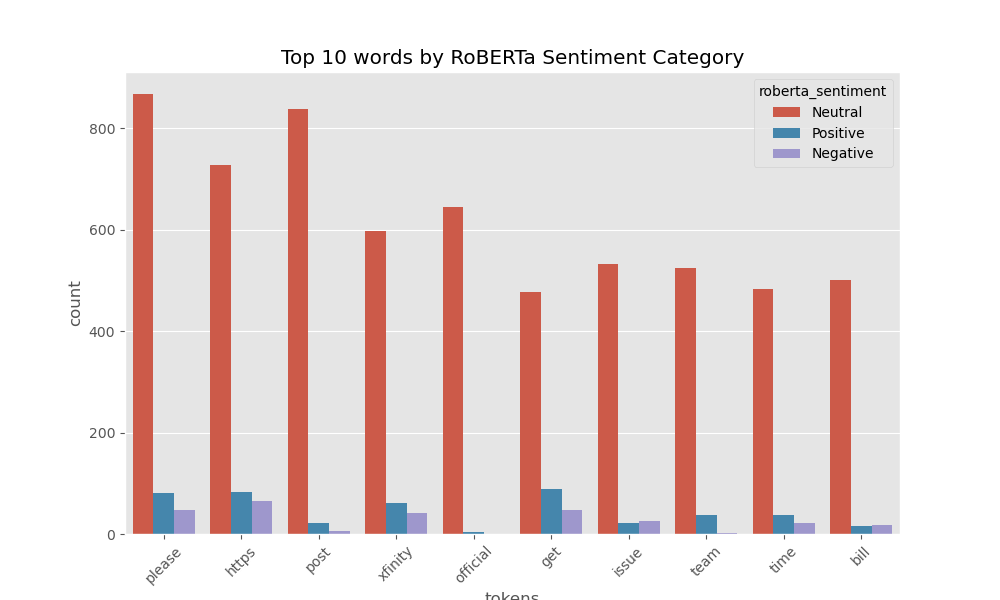 Top 10 words by RoBERTa Sentiment Category
roberta_sentiment
Neutral
Positive
Negative
800
600
400
200
0
count
please
https
post
xfinity
official
get
issue
team
time
bill
tokens